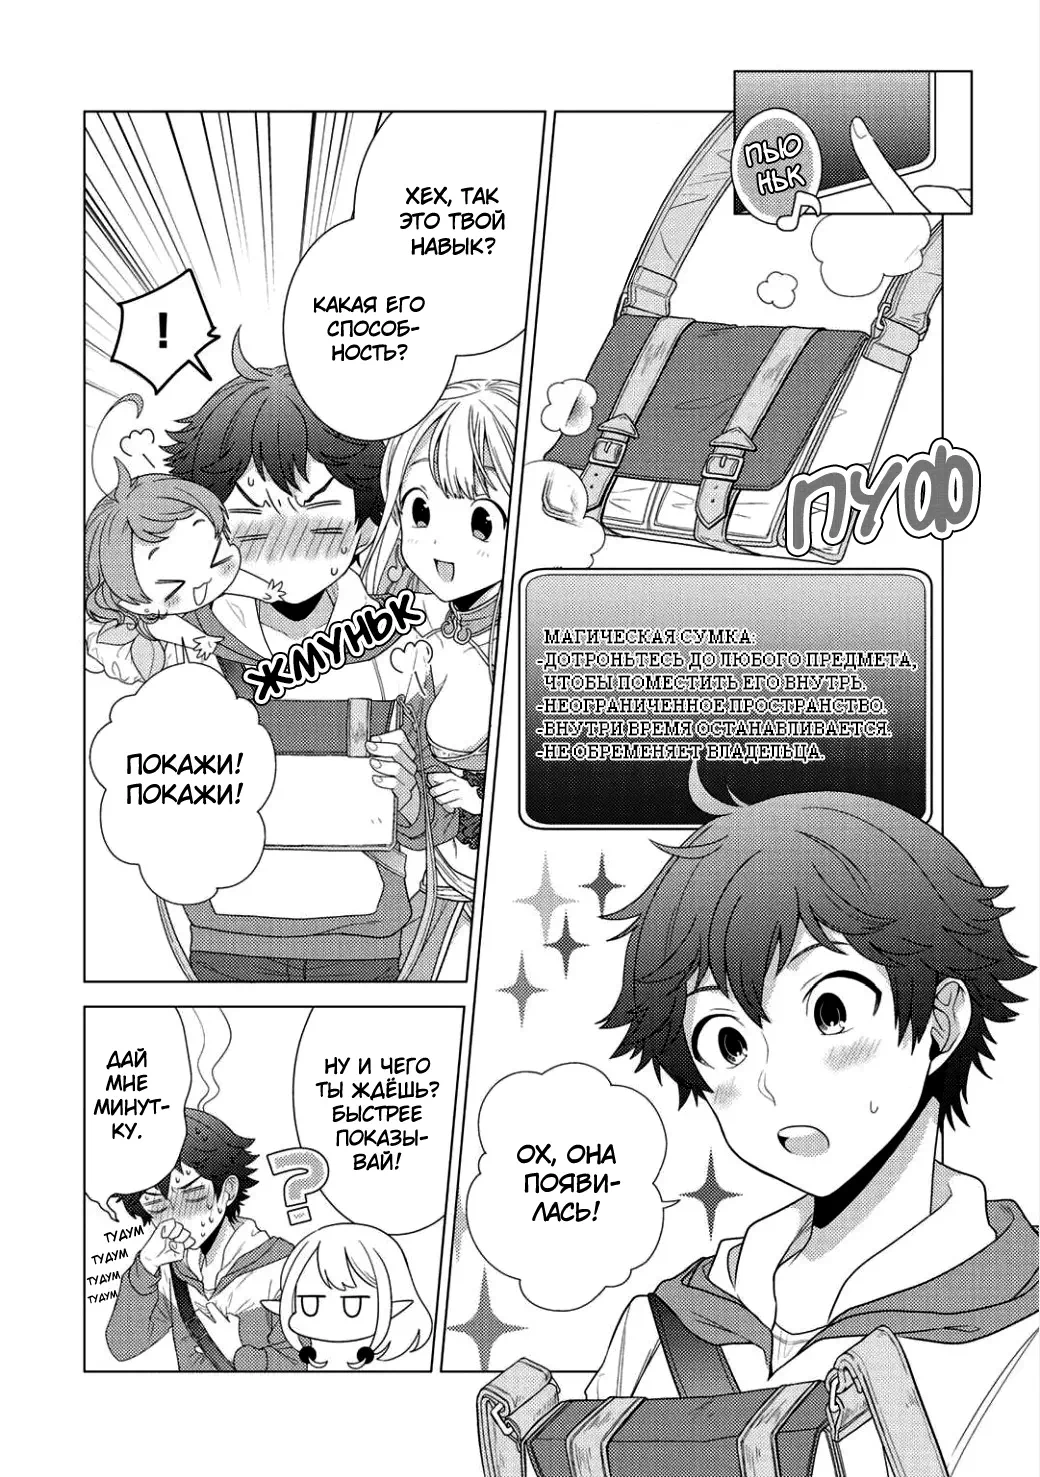 ПЬЮ
НЬК
ПУФ
МАГИЧЕСКАЯ СУМКА:
-ДОТРОНЬТЕСЬ ДО ЛЮБОГО ПРЕДМЕТА,
ЧТОБЫ ПОМЕСТИТЬ ЕГО ВНУТРЬ.
-НЕОГРАНИЧЕННОЕ ПРОСТРАНСТВО.
-ВНУТРИ ВРЕМЯ ОСТАНАВЛИВАЕТСЯ.
-НЕ ОБРЕМЕНЯЕТ ВЛАДЕЛЬЦА.
ОХ, ОНА
ПОЯВИ-
ЛАСЬ!
ХЕХ, ТАК
ЭТО ТВОЙ
НАВЫК?
КАКАЯ ЕГО
СПОСОБ-
НОСТЬ?
!
ЖМУНЬК
ПОКАЖИ!
ПОКАЖИ!
НУ И ЧЕГО
ТЫ ЖДЁШЬ?
БЫСТРЕЕ
ПОКАЗЫ-
ВАЙ!
?
ДАЙ
МНЕ
МИНУТ-
КУ.
ТУДУМ
ТУДУМ
ТУДУМ
ТУДУМ